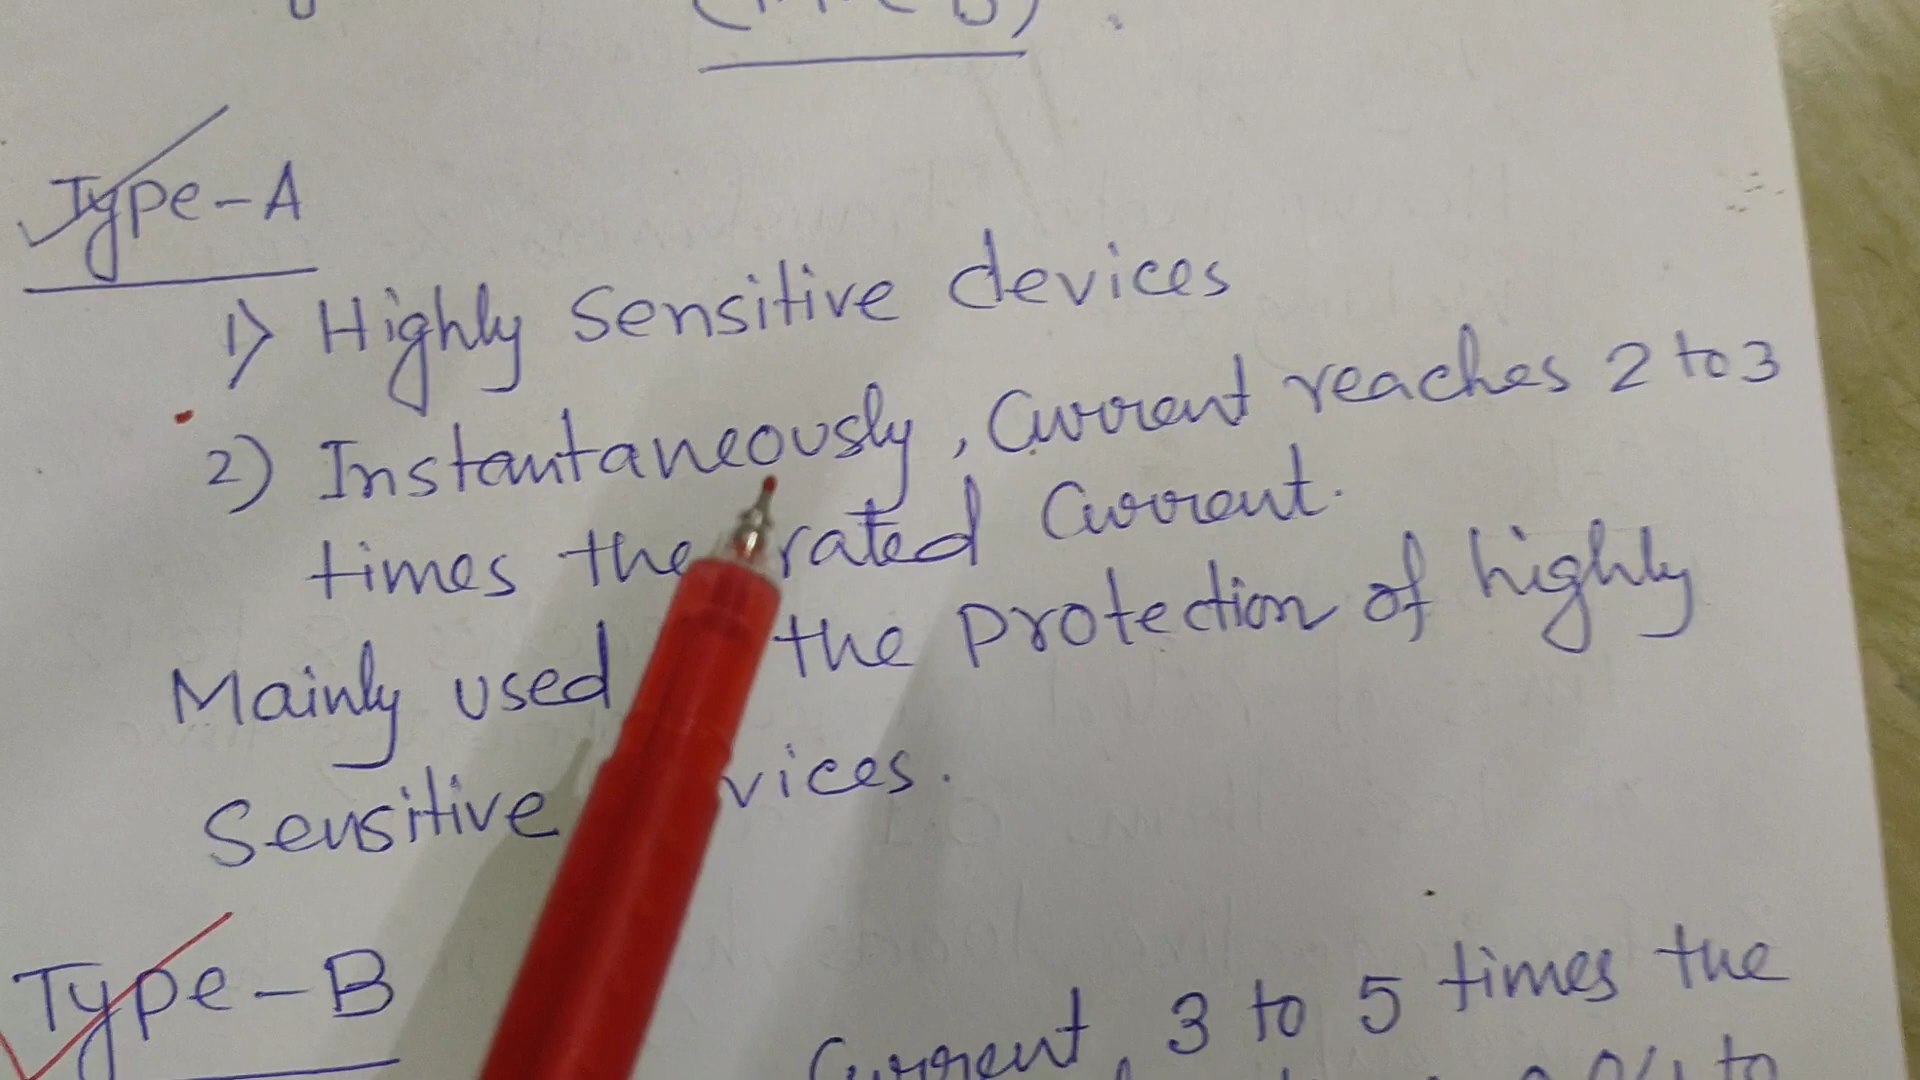 Type-A
1) Highly Sensitive devices
2) Instantaneously, Current reaches 2 to 3
times the rated Current.
Mainly used the protection of highly
Sensitive vices.
Type-B
Current, 3 to 5 times the
to